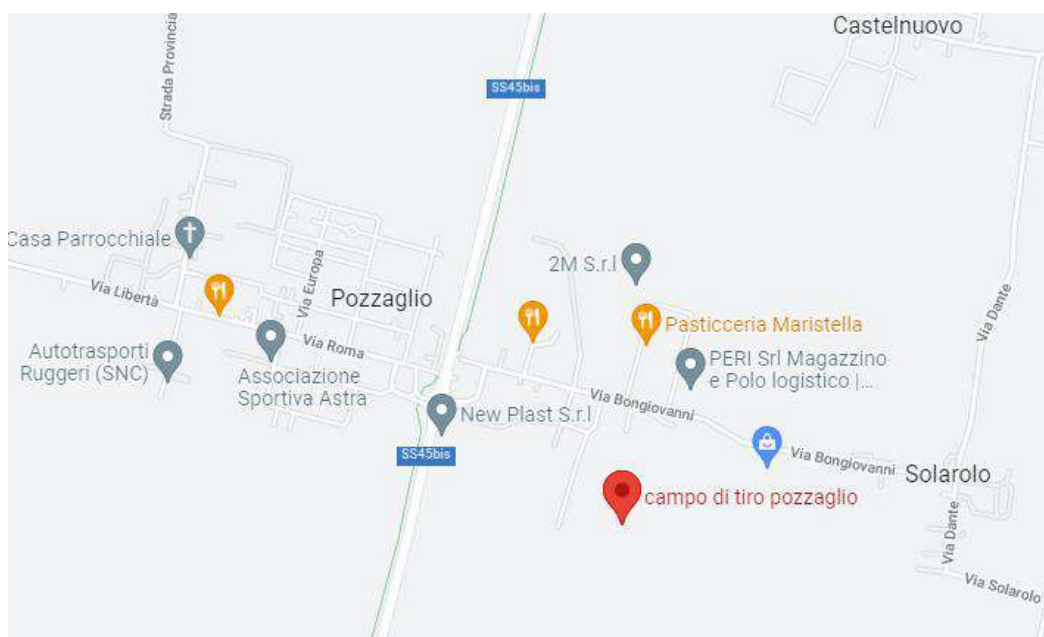 Castelnuovo
Strada Provincia
SS45bis
Casa Parrocchiale
2M S.r.l
Via Europa
Via Libertà
Pozzaglio
Via Dante
Pasticceria Maristella
Via Roma
Autotrasporti
Ruggeri (SNC)
PERI Srl Magazzino
e Polo logistico |...
Associazione
Sportiva Astra
Via Bongiovanni
New Plast S.r.l
SS45bis
Via Bongiovanni
Solarolo
campo di tiro pozzaglio
Via Dante
Via Solarolo